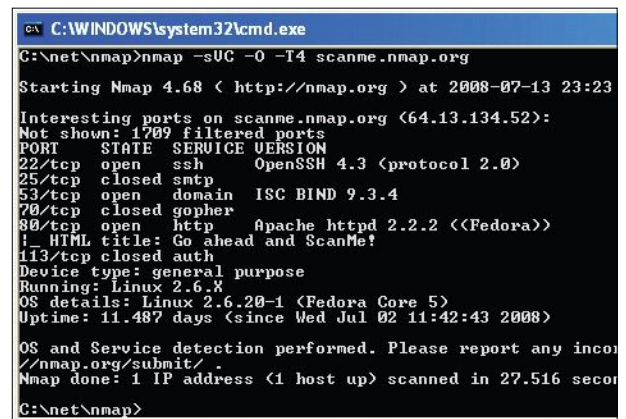 C:\WINDOWS\system32\cmd.exe
C:\net\nmap>nmap -sVC -O -T4 scanme.nmap.org
Starting Nmap 4.68 ( http://nmap.org ) at 2008-07-13 23:23
Interesting ports on scanme.nmap.org (64.13.134.52):
Not shown: 1709 filtered ports
PORT STATE SERVICE VERSION
22/tcp open ssh OpenSSH 4.3 (protocol 2.0)
25/tcp closed smtp
53/tcp open domain ISC BIND 9.3.4
70/tcp closed gopher
80/tcp open http Apache httpd 2.2.2 ((Fedora))
|_ HTML title: Go ahead and ScanMe!
113/tcp closed auth
Device type: general purpose
Running: Linux 2.6.X
OS details: Linux 2.6.20-1 (Fedora Core 5)
Uptime: 11.487 days (since Wed Jul 02 11:42:43 2008)
OS and Service detection performed. Please report any incor
//nmap.org/submit/ .
Nmap done: 1 IP address (1 host up) scanned in 27.516 secon
C:\net\nmap>